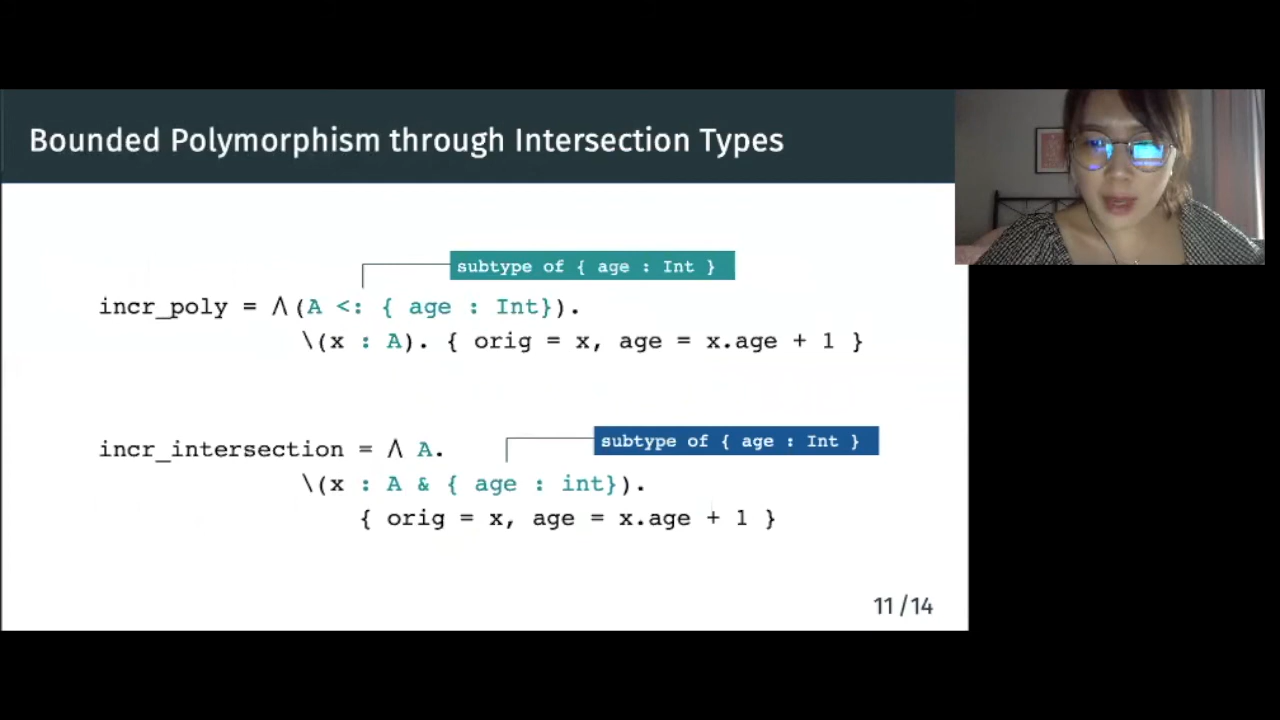 Bounded Polymorphism through Intersection Types
subtype of { age : Int }
incr_poly = Λ(A <: { age : Int}).
\(x : A). { orig = x, age = x.age + 1 }
subtype of { age : Int }
incr_intersection = Λ A.
\(x : A & { age : int}).
{ orig = x, age = x.age + 1 }
11/14